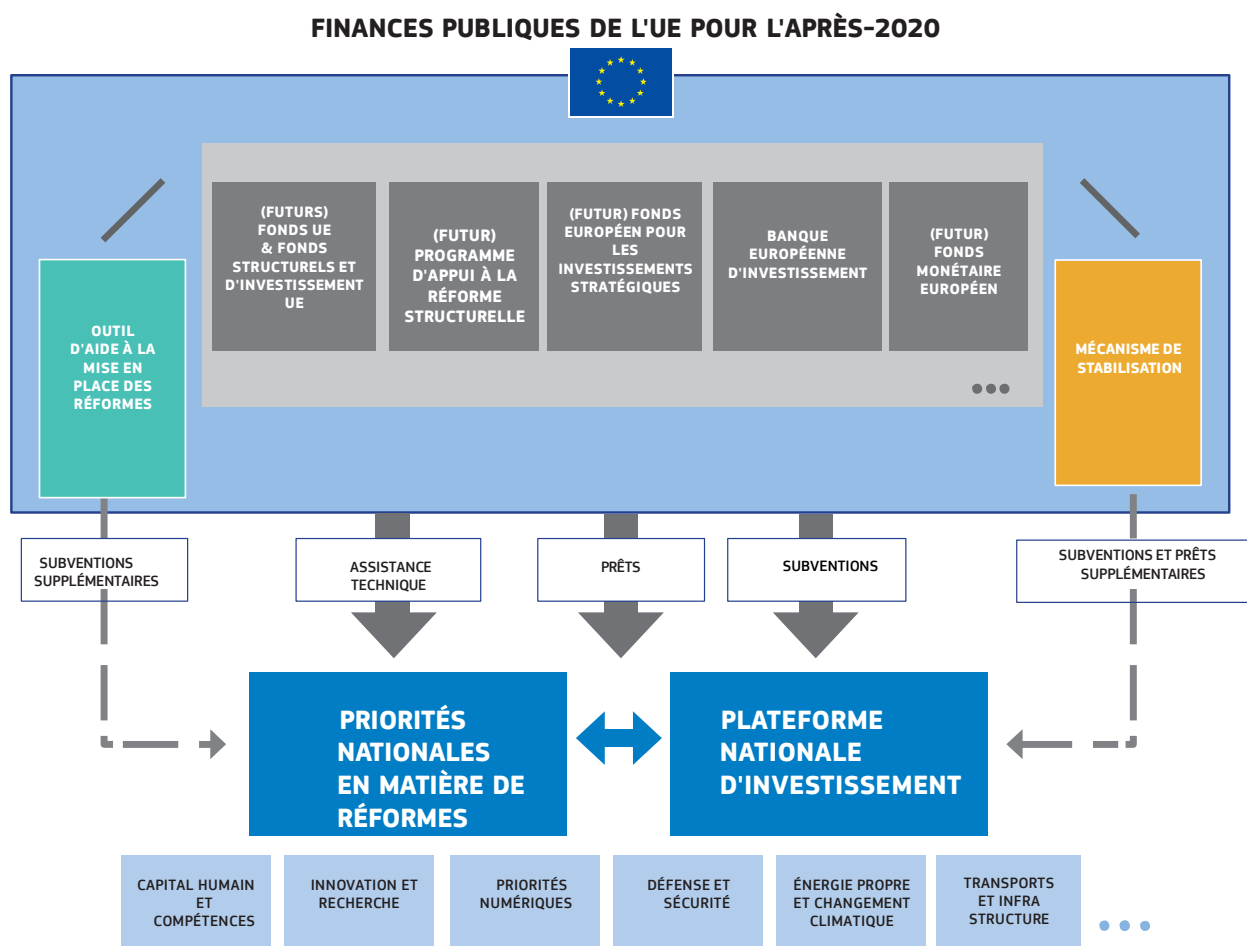 FINANCES PUBLIQUES DE L'UE POUR L'APRÈS-2020
(FUTURS)
FONDS UE
& FONDS
STRUCTURELS ET
D'INVESTISSEMENT
UE
(FUTUR)
PROGRAMME
D'APPUI À LA
RÉFORME
STRUCTURELLE
(FUTUR) FONDS
EUROPÉEN POUR
LES
INVESTISSEMENTS
STRATÉGIQUES
BANQUE
EUROPÉENNE
D'INVESTISSEMENT
(FUTUR)
FONDS
MONÉTAIRE
EUROPÉEN
OUTIL
D'AIDE À LA
MISE EN
PLACE DES
RÉFORMES
MÉCANISME DE
STABILISATION
SUBVENTIONS
SUPPLÉMENTAIRES
ASSISTANCE
TECHNIQUE
PRÊTS
SUBVENTIONS
SUBVENTIONS ET PRÊTS
SUPPLÉMENTAIRES
PRIORITÉS
NATIONALES
EN MATIÈRE DE
RÉFORMES
PLATEFORME
NATIONALE
D'INVESTISSEMENT
CAPITAL HUMAIN
ET
COMPÉTENCES
INNOVATION ET
RECHERCHE
PRIORITÉS
NUMÉRIQUES
DÉFENSE ET
SÉCURITÉ
ÉNERGIE PROPRE
ET CHANGEMENT
CLIMATIQUE
TRANSPORTS
ET INFRA
STRUCTURE